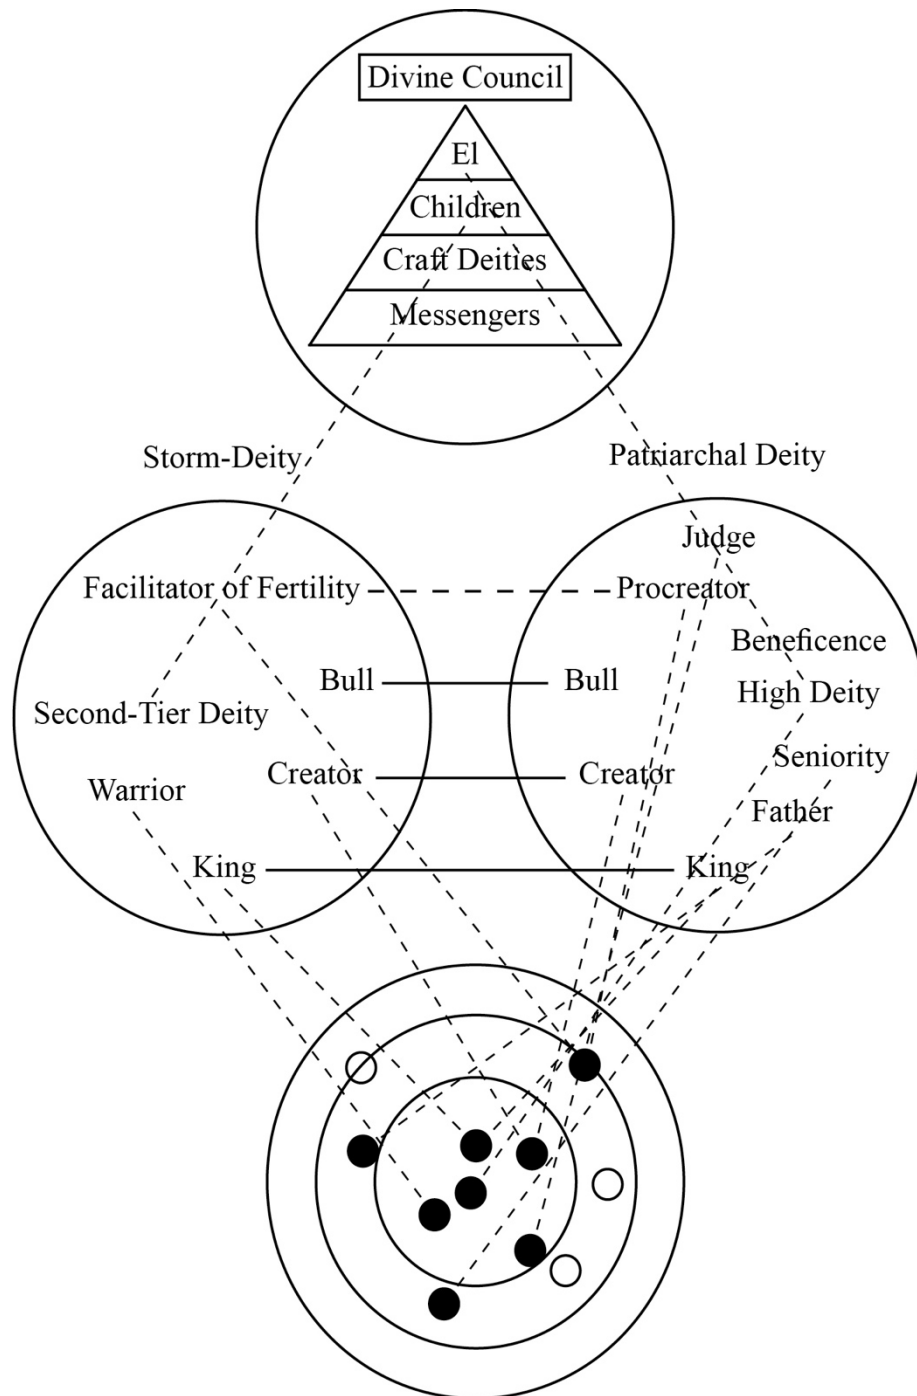 Divine Council
El
Children
Craft Deities
Messengers
Storm-Deity
Patriarchal Deity
Facilitator of Fertility
Bull
Second-Tier Deity
Creator
Warrior
King
Judge
Procreator
Beneficence
Bull
High Deity
Seniority
Creator
Father
King